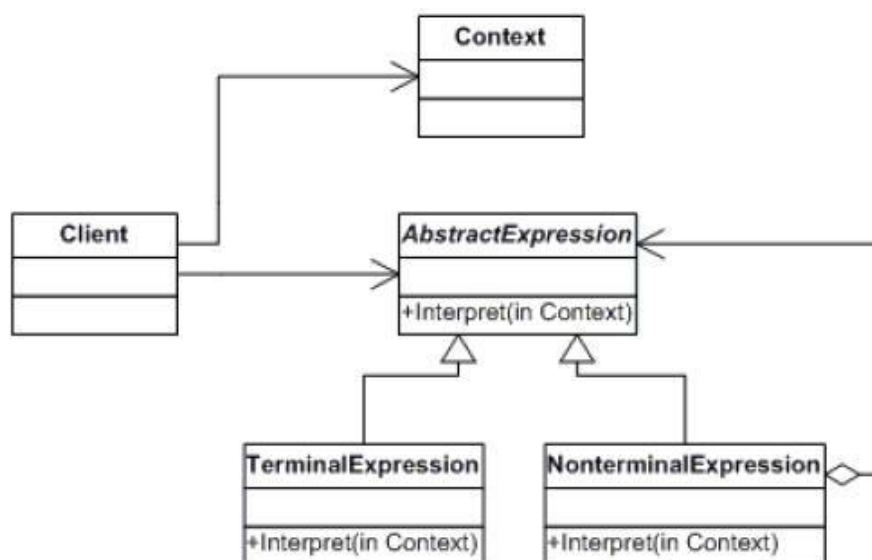 Context
Client
AbstractExpression
+Interpret(in Context)
TerminalExpression
NonterminalExpression
+Interpret(in Context)
+Interpret(in Context)